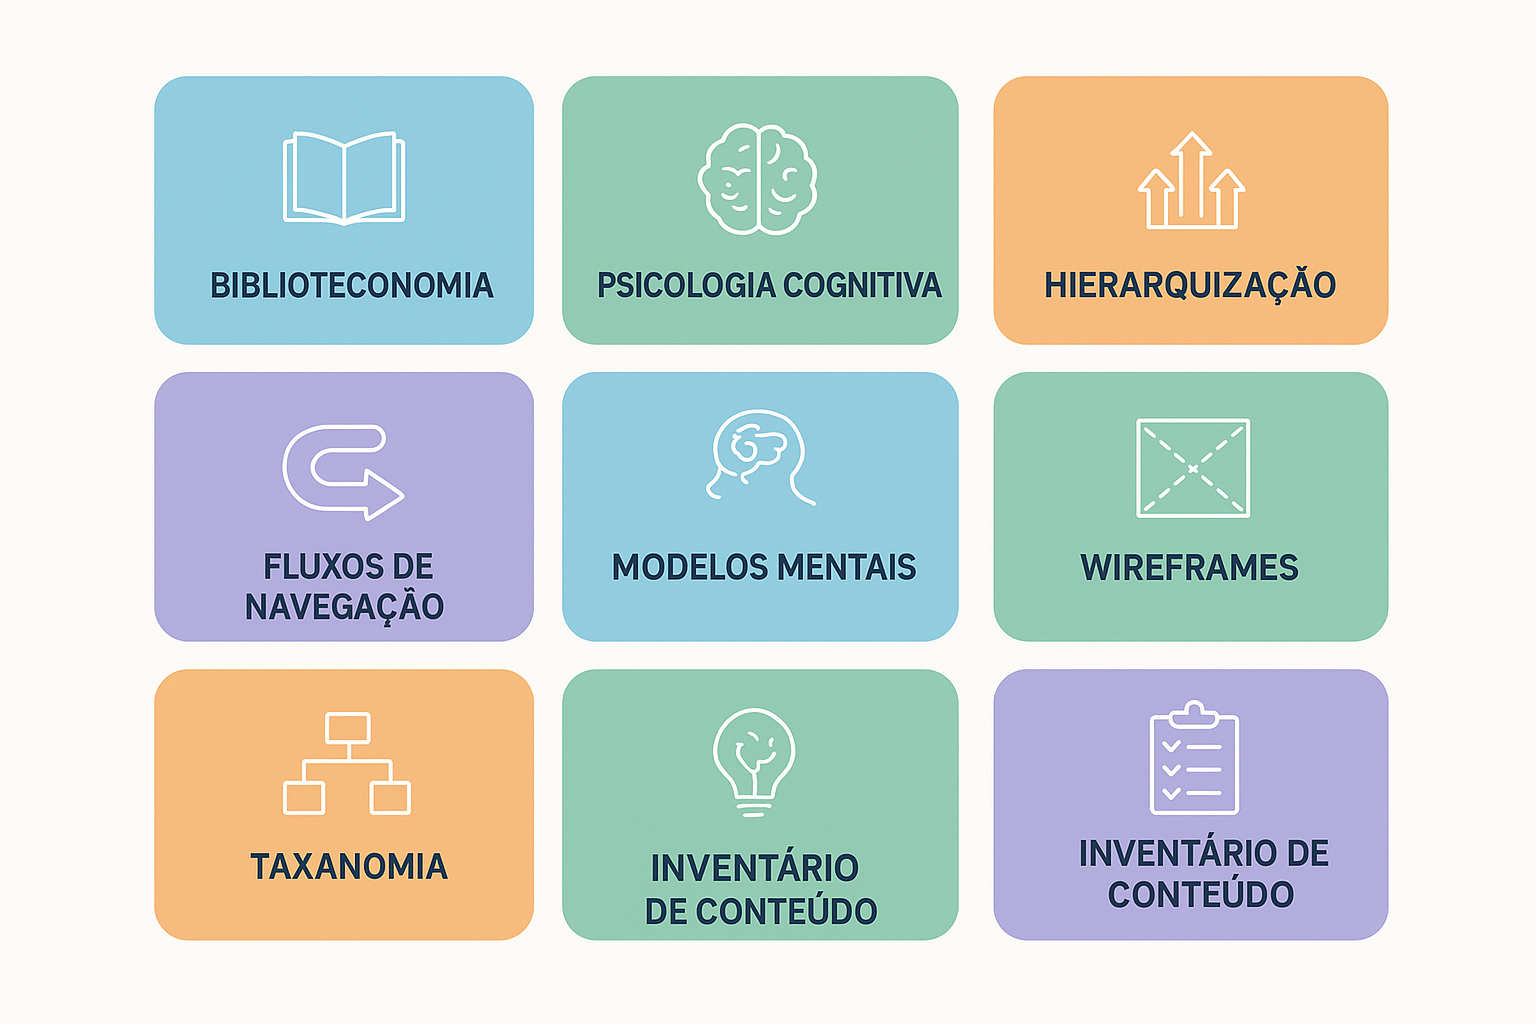 BIBLIOTECONOMIA
PSICOLOGIA COGNITIVA
HIERARQUIZAÇÃO
FLUXOS DE
NAVEGAÇÃO
MODELOS MENTAIS
WIREFRAMES
TAXANOMIA
INVENTÁRIO
DE CONTEÚDO
INVENTÁRIO DE
CONTEÚDO